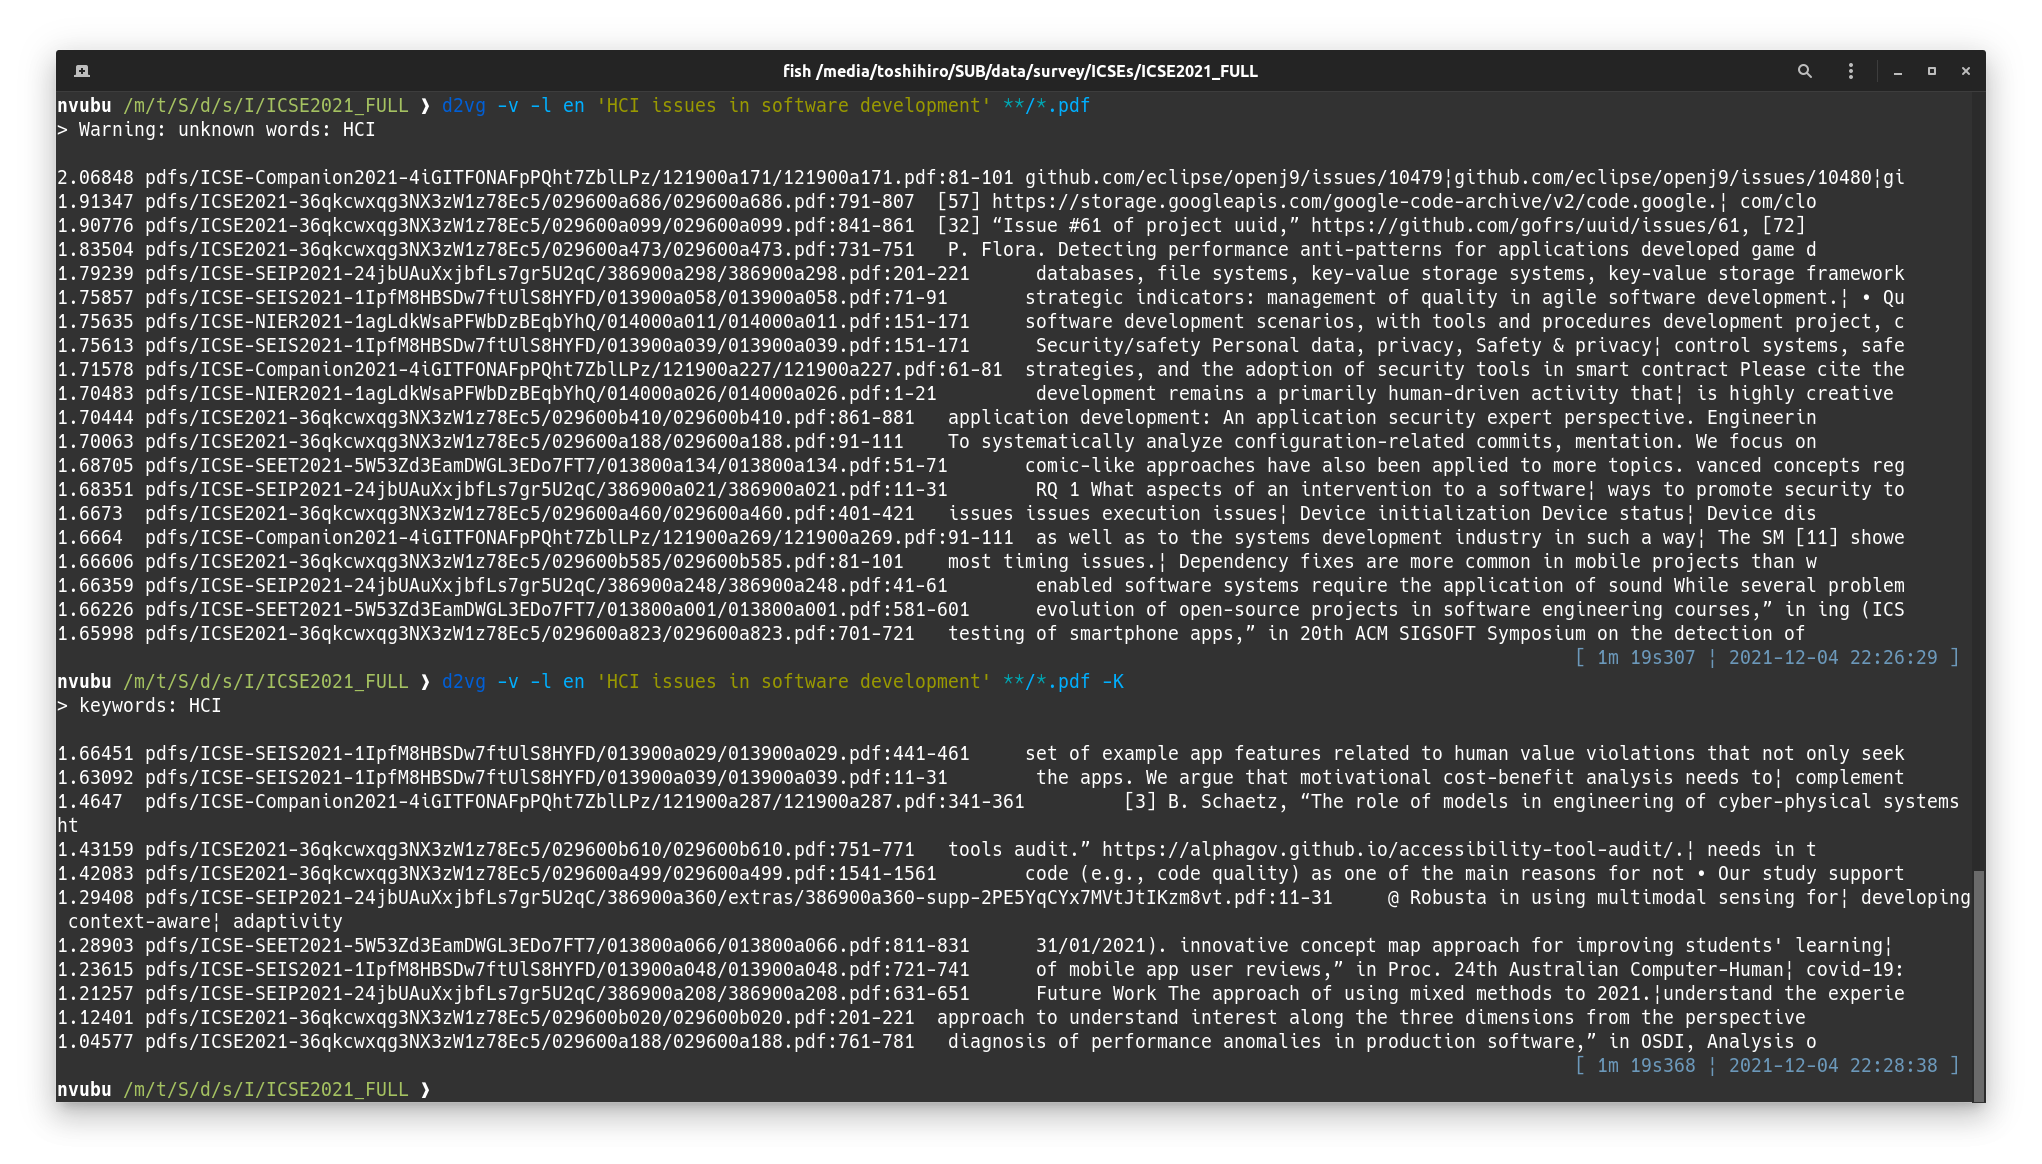 fish /media/toshihiro/SUB/data/survey/ICSEs/ICSE2021_FULL
nvubu /m/t/S/d/s/I/ICSE2021_FULL ❯ d2vg -v -l en 'HCI issues in software development' **/*.pdf
> Warning: unknown words: HCI
2.06848 pdfs/ICSE-Companion2021-4iGITFONAFpPQht7ZblLPz/121900a171/121900a171.pdf:81-101 github.com/eclipse/openj9/issues/10479¦github.com/eclipse/openj9/issues/10480¦gi
1.91347 pdfs/ICSE2021-36qkcwxqg3NX3zW1z78Ec5/029600a686/029600a686.pdf:791-807 [57] https://storage.googleapis.com/google-code-archive/v2/code.google.¦ com/clo
1.90776 pdfs/ICSE2021-36qkcwxqg3NX3zW1z78Ec5/029600a099/029600a099.pdf:841-861 [32] “Issue #61 of project uuid,” https://github.com/gofrs/uuid/issues/61, [72]
1.83504 pdfs/ICSE2021-36qkcwxqg3NX3zW1z78Ec5/029600a473/029600a473.pdf:731-751 P. Flora. Detecting performance anti-patterns for applications developed game d
1.79239 pdfs/ICSE-SEIP2021-24jbUAuXxjbfLs7gr5U2qC/386900a298/386900a298.pdf:201-221 databases, file systems, key-value storage systems, key-value storage framework
1.75857 pdfs/ICSE-SEIS2021-1IpfM8HBSDw7ftUlS8HYFD/013900a058/013900a058.pdf:71-91 strategic indicators: management of quality in agile software development.¦ • Qu
1.75635 pdfs/ICSE-NIER2021-1agLdkWsaPFWbDzBEqbYhQ/014000a011/014000a011.pdf:151-171 software development scenarios, with tools and procedures development project, c
1.75613 pdfs/ICSE-SEIS2021-1IpfM8HBSDw7ftUlS8HYFD/013900a039/013900a039.pdf:151-171 Security/safety Personal data, privacy, Safety & privacy¦ control systems, safe
1.71578 pdfs/ICSE-Companion2021-4iGITFONAFpPQht7ZblLPz/121900a227/121900a227.pdf:61-81 strategies, and the adoption of security tools in smart contract Please cite the
1.70483 pdfs/ICSE-NIER2021-1agLdkWsaPFWbDzBEqbYhQ/014000a026/014000a026.pdf:1-21 development remains a primarily human-driven activity that¦ is highly creative
1.70444 pdfs/ICSE2021-36qkcwxqg3NX3zW1z78Ec5/029600b410/029600b410.pdf:861-881 application development: An application security expert perspective. Engineerin
1.70063 pdfs/ICSE2021-36qkcwxqg3NX3zW1z78Ec5/029600a188/029600a188.pdf:91-111 To systematically analyze configuration-related commits, mentation. We focus on
1.68705 pdfs/ICSE-SEET2021-5W53Zd3EamDWGL3EDo7FT7/013800a134/013800a134.pdf:51-71 comic-like approaches have also been applied to more topics. vanced concepts reg
1.68351 pdfs/ICSE-SEIP2021-24jbUAuXxjbfLs7gr5U2qC/386900a021/386900a021.pdf:11-31 RQ 1 What aspects of an intervention to a software¦ ways to promote security to
1.6673 pdfs/ICSE2021-36qkcwxqg3NX3zW1z78Ec5/029600a460/029600a460.pdf:401-421 issues issues execution issues¦ Device initialization Device status¦ Device dis
1.6664 pdfs/ICSE-Companion2021-4iGITFONAFpPQht7ZblLPz/121900a269/121900a269.pdf:91-111 as well as to the systems development industry in such a way¦ The SM [11] showe
1.66606 pdfs/ICSE2021-36qkcwxqg3NX3zW1z78Ec5/029600b585/029600b585.pdf:81-101 most timing issues.¦ Dependency fixes are more common in mobile projects than w
1.66359 pdfs/ICSE-SEIP2021-24jbUAuXxjbfLs7gr5U2qC/386900a248/386900a248.pdf:41-61 enabled software systems require the application of sound While several problem
1.66226 pdfs/ICSE-SEET2021-5W53Zd3EamDWGL3EDo7FT7/013800a001/013800a001.pdf:581-601 evolution of open-source projects in software engineering courses,” in ing (ICS
1.65998 pdfs/ICSE2021-36qkcwxqg3NX3zW1z78Ec5/029600a823/029600a823.pdf:701-721 testing of smartphone apps,” in 20th ACM SIGSOFT Symposium on the detection of
[ 1m 19s307 ¦ 2021-12-04 22:26:29 ]
nvubu /m/t/S/d/s/I/ICSE2021_FULL ❯ d2vg -v -l en 'HCI issues in software development' **/*.pdf -K
> keywords: HCI
1.66451 pdfs/ICSE-SEIS2021-1IpfM8HBSDw7ftUlS8HYFD/013900a029/013900a029.pdf:441-461 set of example app features related to human value violations that not only seek
1.63092 pdfs/ICSE-SEIS2021-1IpfM8HBSDw7ftUlS8HYFD/013900a039/013900a039.pdf:11-31 the apps. We argue that motivational cost-benefit analysis needs to¦ complement
1.4647 pdfs/ICSE-Companion2021-4iGITFONAFpPQht7ZblLPz/121900a287/121900a287.pdf:341-361 [3] B. Schaetz, “The role of models in engineering of cyber-physical systems
ht
1.43159 pdfs/ICSE2021-36qkcwxqg3NX3zW1z78Ec5/029600b610/029600b610.pdf:751-771 tools audit.” https://alphagov.github.io/accessibility-tool-audit/.¦ needs in t
1.42083 pdfs/ICSE2021-36qkcwxqg3NX3zW1z78Ec5/029600a499/029600a499.pdf:1541-1561 code (e.g., code quality) as one of the main reasons for not • Our study support
1.29408 pdfs/ICSE-SEIP2021-24jbUAuXxjbfLs7gr5U2qC/386900a360/extras/386900a360-supp-2PE5YqCYx7MVtJtIKzm8vt.pdf:11-31 @ Robusta in using multimodal sensing for¦ developing
context-aware¦ adaptivity
1.28903 pdfs/ICSE-SEET2021-5W53Zd3EamDWGL3EDo7FT7/013800a066/013800a066.pdf:811-831 31/01/2021). innovative concept map approach for improving students' learning¦
1.23615 pdfs/ICSE-SEIS2021-1IpfM8HBSDw7ftUlS8HYFD/013900a048/013900a048.pdf:721-741 of mobile app user reviews,” in Proc. 24th Australian Computer-Human¦ covid-19:
1.21257 pdfs/ICSE-SEIP2021-24jbUAuXxjbfLs7gr5U2qC/386900a208/386900a208.pdf:631-651 Future Work The approach of using mixed methods to 2021.¦understand the experie
1.12401 pdfs/ICSE2021-36qkcwxqg3NX3zW1z78Ec5/029600b020/029600b020.pdf:201-221 approach to understand interest along the three dimensions from the perspective
1.04577 pdfs/ICSE2021-36qkcwxqg3NX3zW1z78Ec5/029600a188/029600a188.pdf:761-781 diagnosis of performance anomalies in production software,” in OSDI, Analysis o
[ 1m 19s368 ¦ 2021-12-04 22:28:38 ]
nvubu /m/t/S/d/s/I/ICSE2021_FULL ❯